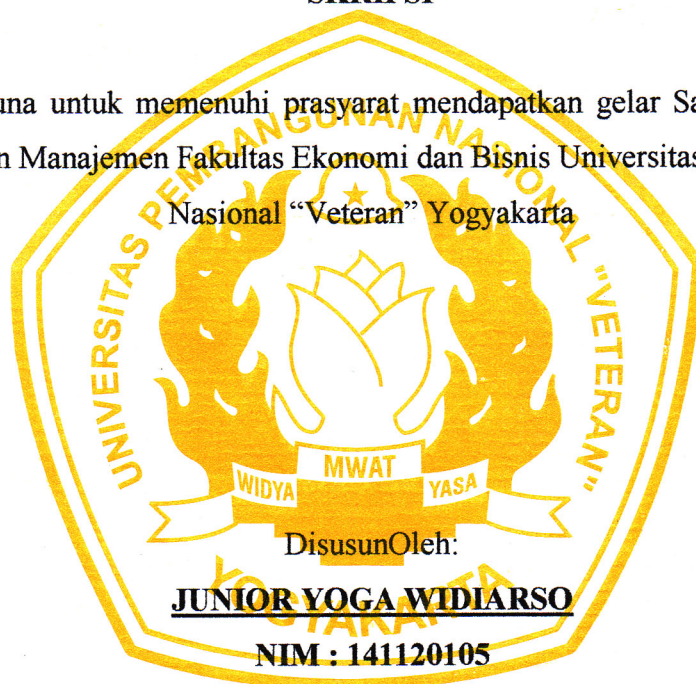 SKRIPSI
una untuk memenuhi prasyarat mendapatkan gelar Sa
n Manajemen Fakultas Ekonomi dan Bisnis Universitas
Nasional “Veteran” Yogyakarta
UNIVERSITAS PEMBANGUNAN NASIONAL "VETERAN"
WIDYA MWAT YASA
YOGYAKARTA
DisusunOleh:
JUNIOR YOGA WIDIARSO
NIM : 141120105